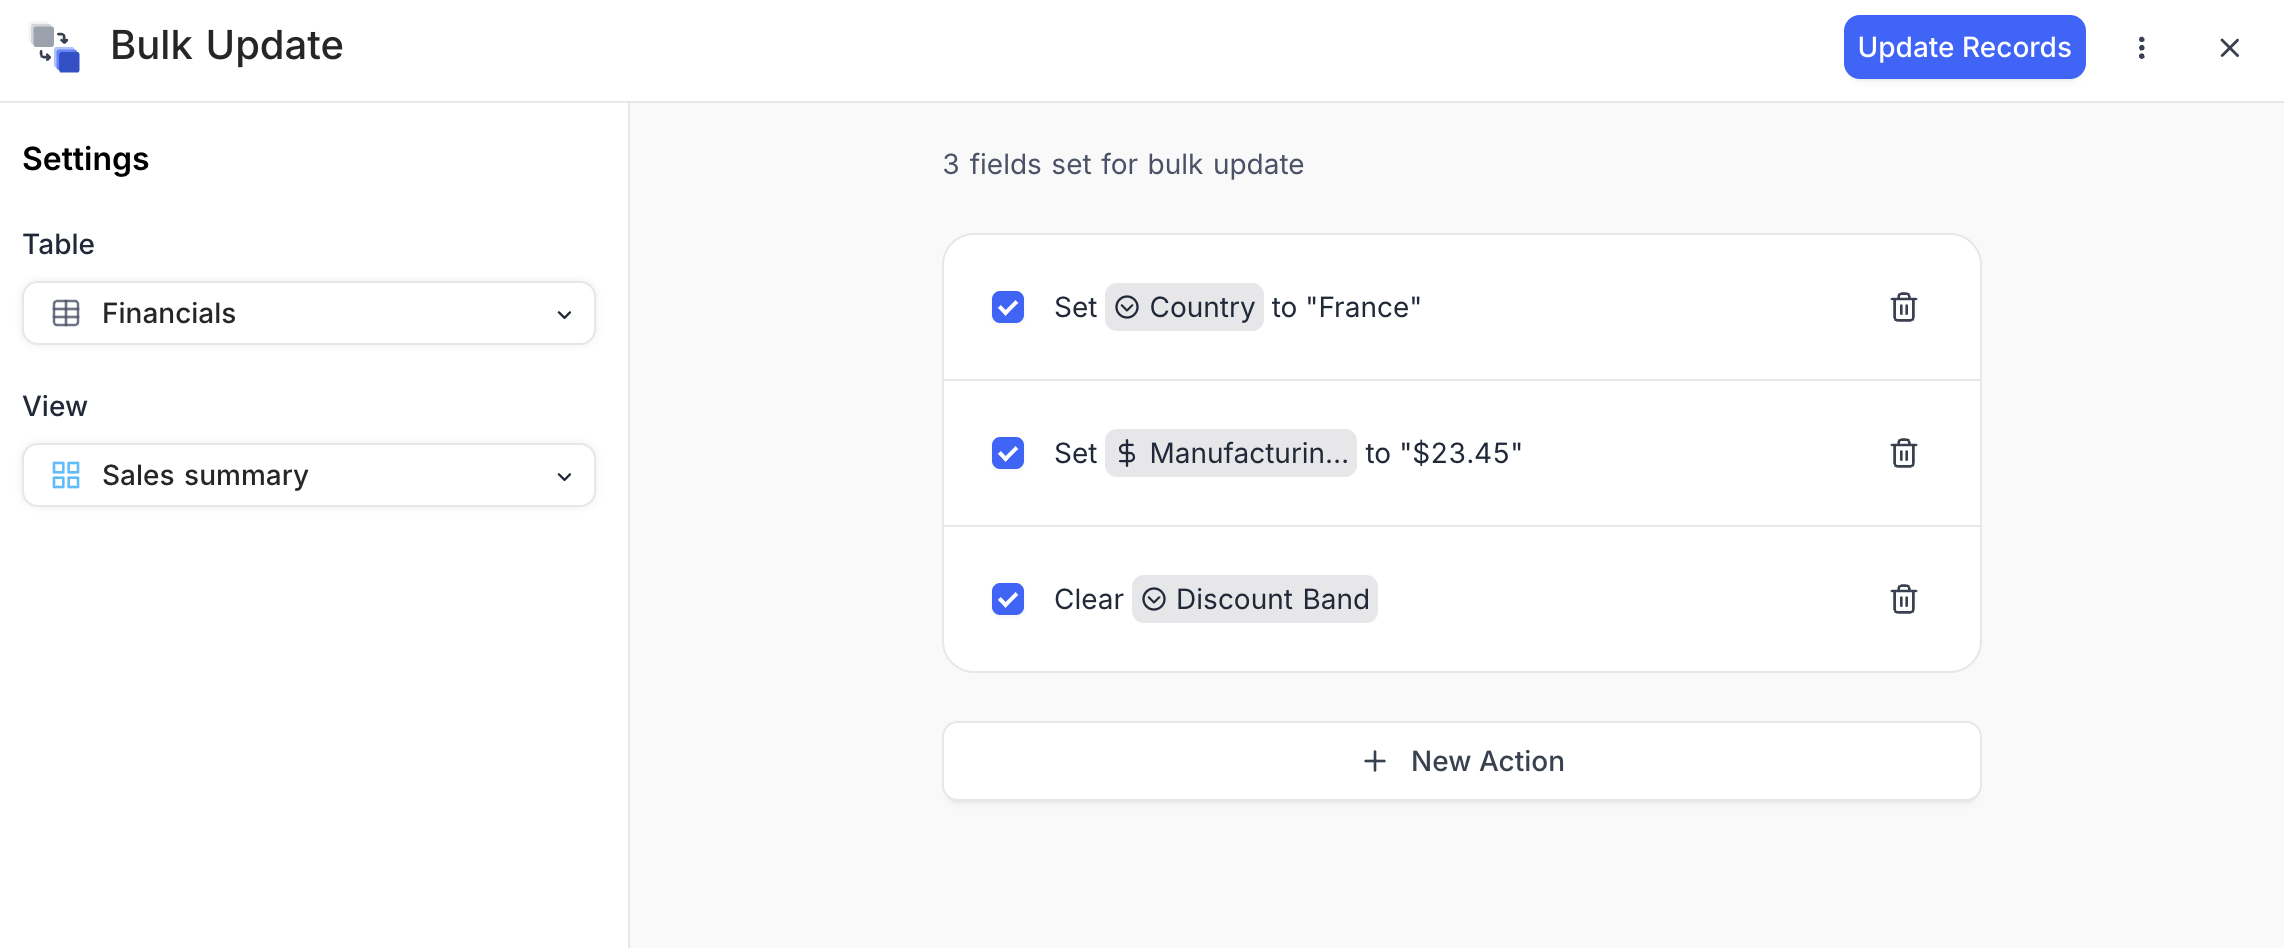 Bulk Update
Update Records
Settings
Table
Financials
View
Sales summary
3 fields set for bulk update
Set Country to "France"
Set $ Manufacturin... to "$23.45"
Clear Discount Band
+ New Action